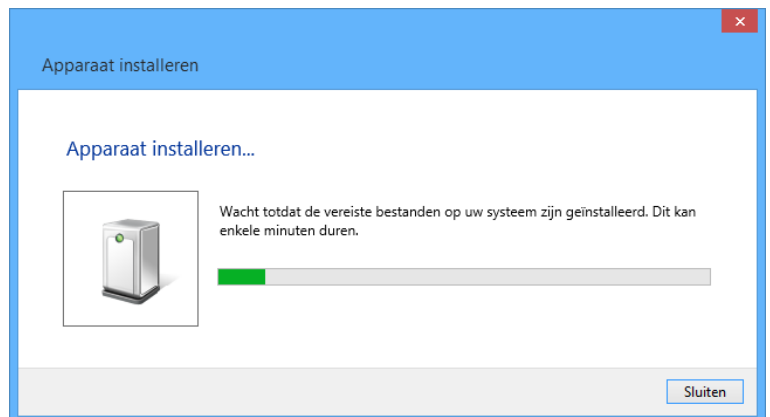 Apparaat installeren
Apparaat installeren...
Wacht totdat de vereiste bestanden op uw systeem zijn geïnstalleerd. Dit kan
enkele minuten duren.
Sluiten